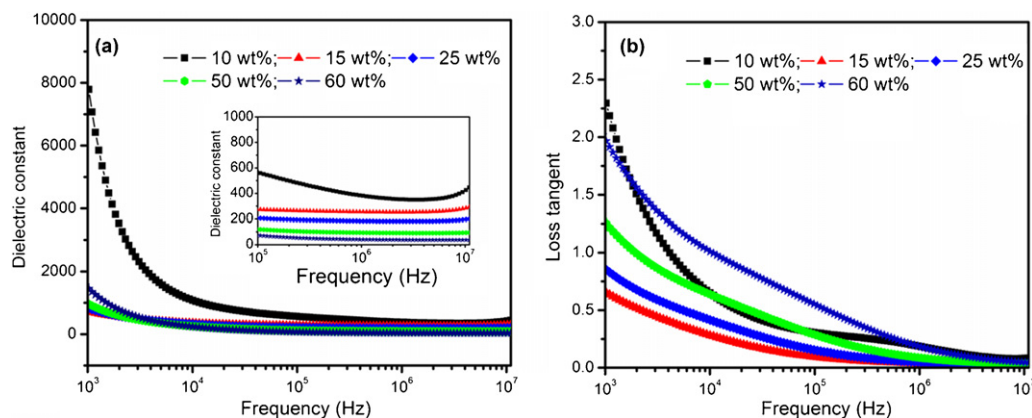 (a)
10 wt%; 15 wt%; 25 wt%
50 wt%; 60 wt%
Dielectric constant
10000
8000
6000
4000
2000
0
10^3 10^4 10^5 10^6 10^7
Frequency (Hz)
Dielectric constant
1000
800
600
400
200
0
10^5 10^6 10^7
Frequency (Hz)
(b)
10 wt%; 15 wt%; 25 wt%
50 wt%; 60 wt%
Loss tangent
3.0
2.5
2.0
1.5
1.0
0.5
0.0
10^3 10^4 10^5 10^6 10^7
Frequency (Hz)